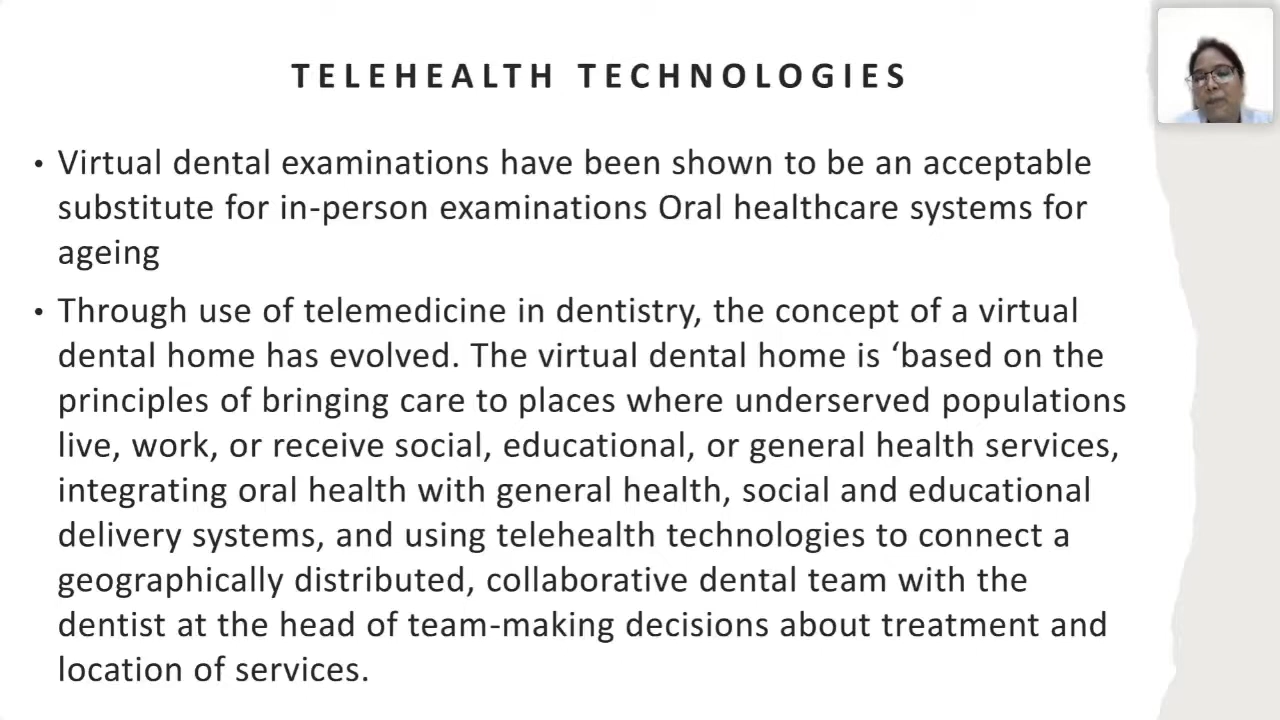 TELEHEALTH TECHNOLOGIES
• Virtual dental examinations have been shown to be an acceptable
substitute for in-person examinations Oral healthcare systems for
ageing
• Through use of telemedicine in dentistry, the concept of a virtual
dental home has evolved. The virtual dental home is ‘based on the
principles of bringing care to places where underserved populations
live, work, or receive social, educational, or general health services,
integrating oral health with general health, social and educational
delivery systems, and using telehealth technologies to connect a
geographically distributed, collaborative dental team with the
dentist at the head of team-making decisions about treatment and
location of services.